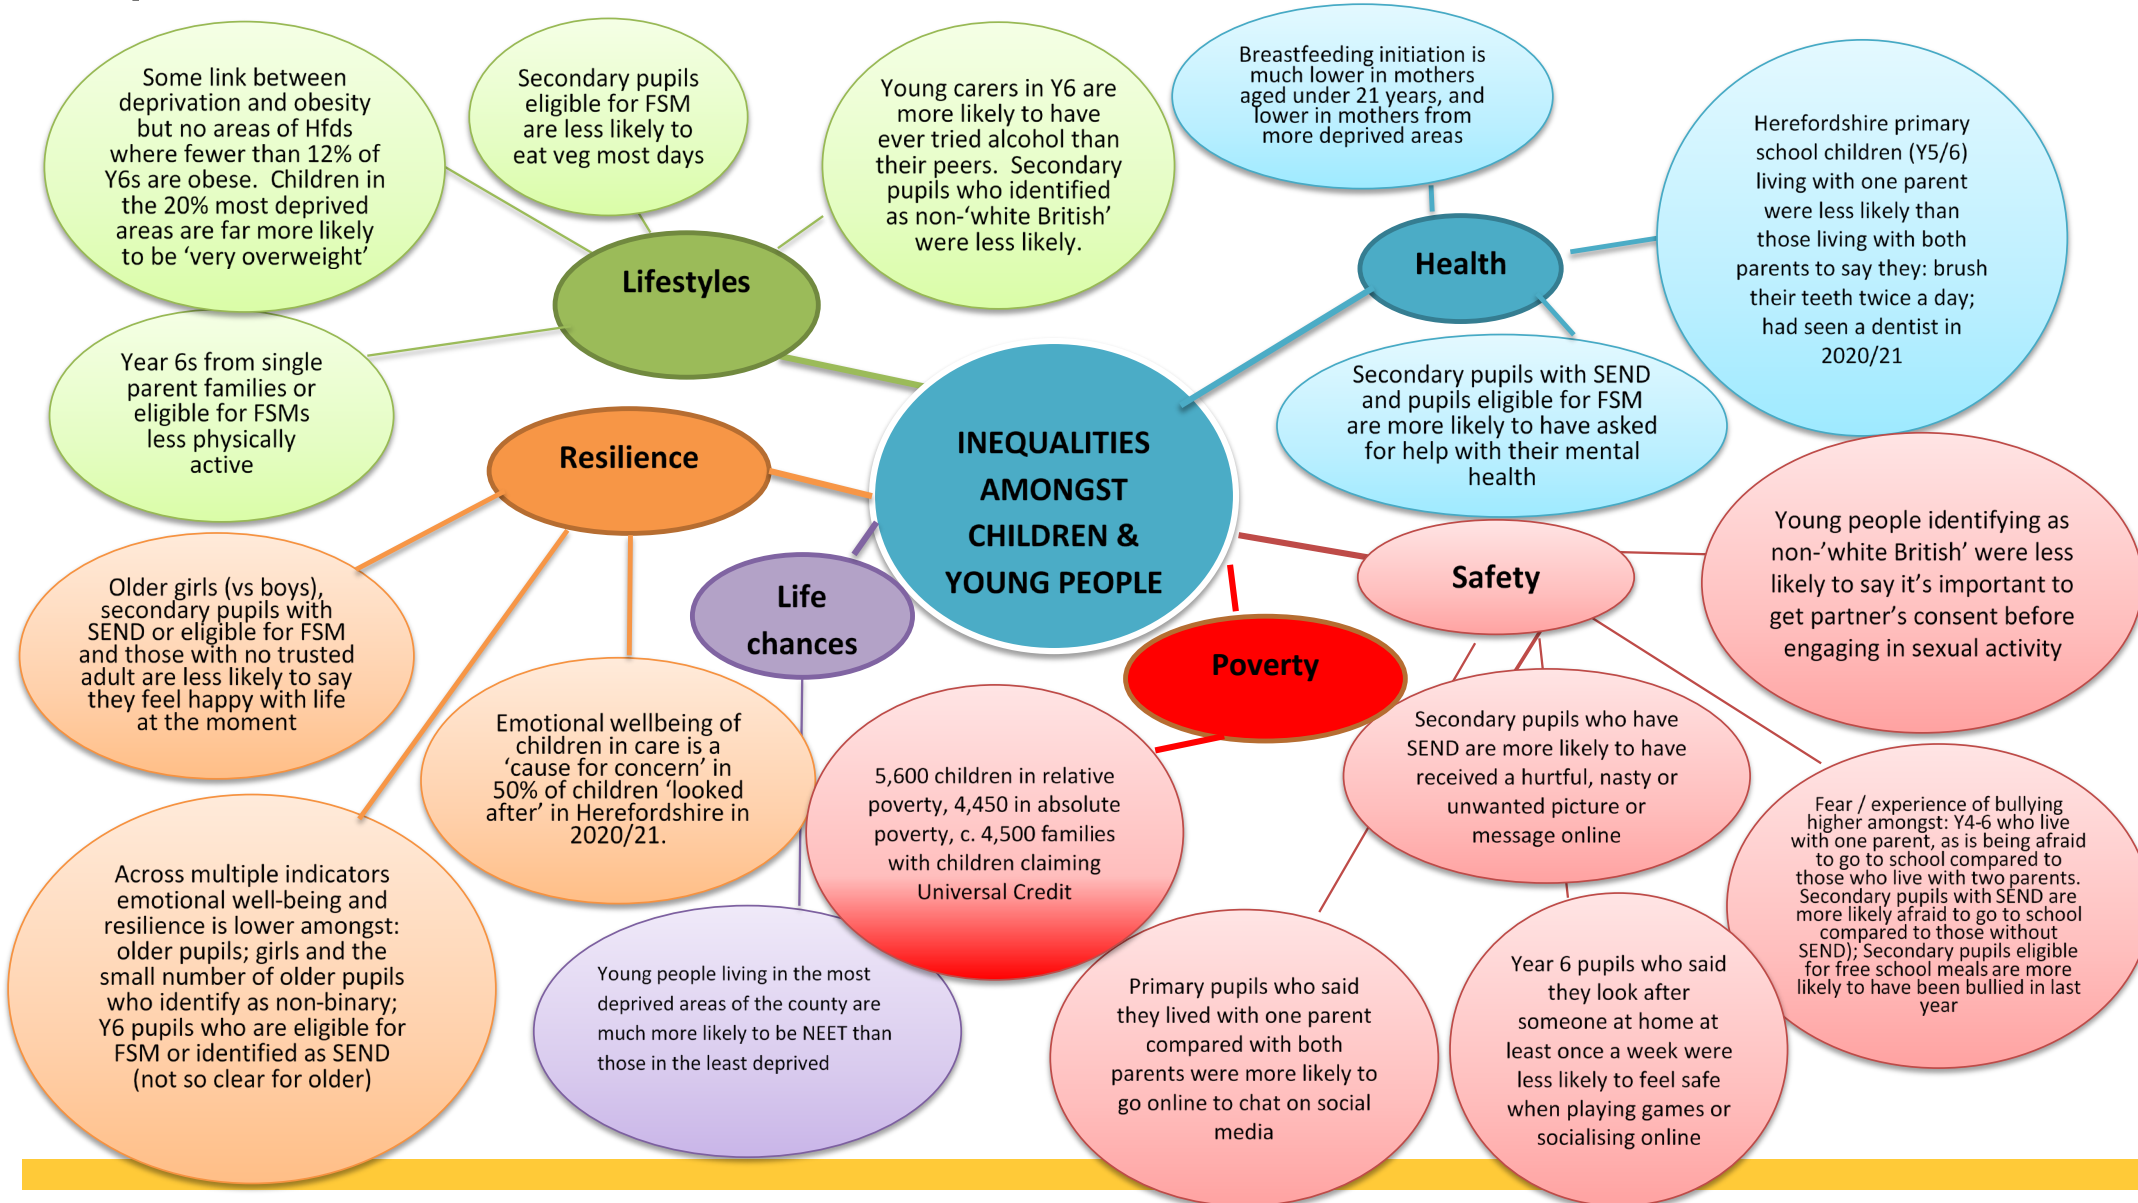 Some link between
deprivation and obesity
but no areas of Hfds
where fewer than 12% of
Y6s are obese.  Children in
the 20% most deprived
areas are far more likely
to be ‘very overweight’
Secondary pupils
eligible for FSM
are less likely to
eat veg most days
Young carers in Y6 are
more likely to have
ever tried alcohol than
their peers.  Secondary
pupils who identified
as non-‘white British’
were less likely.
Breastfeeding initiation is
much lower in mothers
aged under 21 years, and
lower in mothers from
more deprived areas
Herefordshire primary
school children (Y5/6)
living with one parent
were less likely than
those living with both
parents to say they: brush
their teeth twice a day;
had seen a dentist in
2020/21
Lifestyles
Health
Year 6s from single
parent families or
eligible for FSMs
less physically
active
Secondary pupils with SEND
and pupils eligible for FSM
are more likely to have asked
for help with their mental
health
Resilience
INEQUALITIES
AMONGST
CHILDREN &
YOUNG PEOPLE
Young people identifying as
non-’white British’ were less
likely to say it’s important to
get partner’s consent before
engaging in sexual activity
Safety
Life
chances
Poverty
Older girls (vs boys),
secondary pupils with
SEND or eligible for FSM
and those with no trusted
adult are less likely to say
they feel happy with life
at the moment
Emotional wellbeing of
children in care is a
‘cause for concern’ in
50% of children ‘looked
after’ in Herefordshire in
2020/21.
5,600 children in relative
poverty, 4,450 in absolute
poverty, c. 4,500 families
with children claiming
Universal Credit
Secondary pupils who have
SEND are more likely to have
received a hurtful, nasty or
unwanted picture or
message online
Fear / experience of bullying
higher amongst: Y4-6 who live
with one parent, as is being afraid
to go to school compared to
those who live with two parents.
Secondary pupils with SEND are
more likely afraid to go to school
compared to those without
SEND); Secondary pupils eligible
for free school meals are more
likely to have been bullied in last
year
Across multiple indicators
emotional well-being and
resilience is lower amongst:
older pupils; girls and the
small number of older pupils
who identify as non-binary;
Y6 pupils who are eligible for
FSM or identified as SEND
(not so clear for older)
Young people living in the most
deprived areas of the county are
much more likely to be NEET than
those in the least deprived
Primary pupils who said
they lived with one parent
compared with both
parents were more likely to
go online to chat on social
media
Year 6 pupils who said
they look after
someone at home at
least once a week were
less likely to feel safe
when playing games or
socialising online